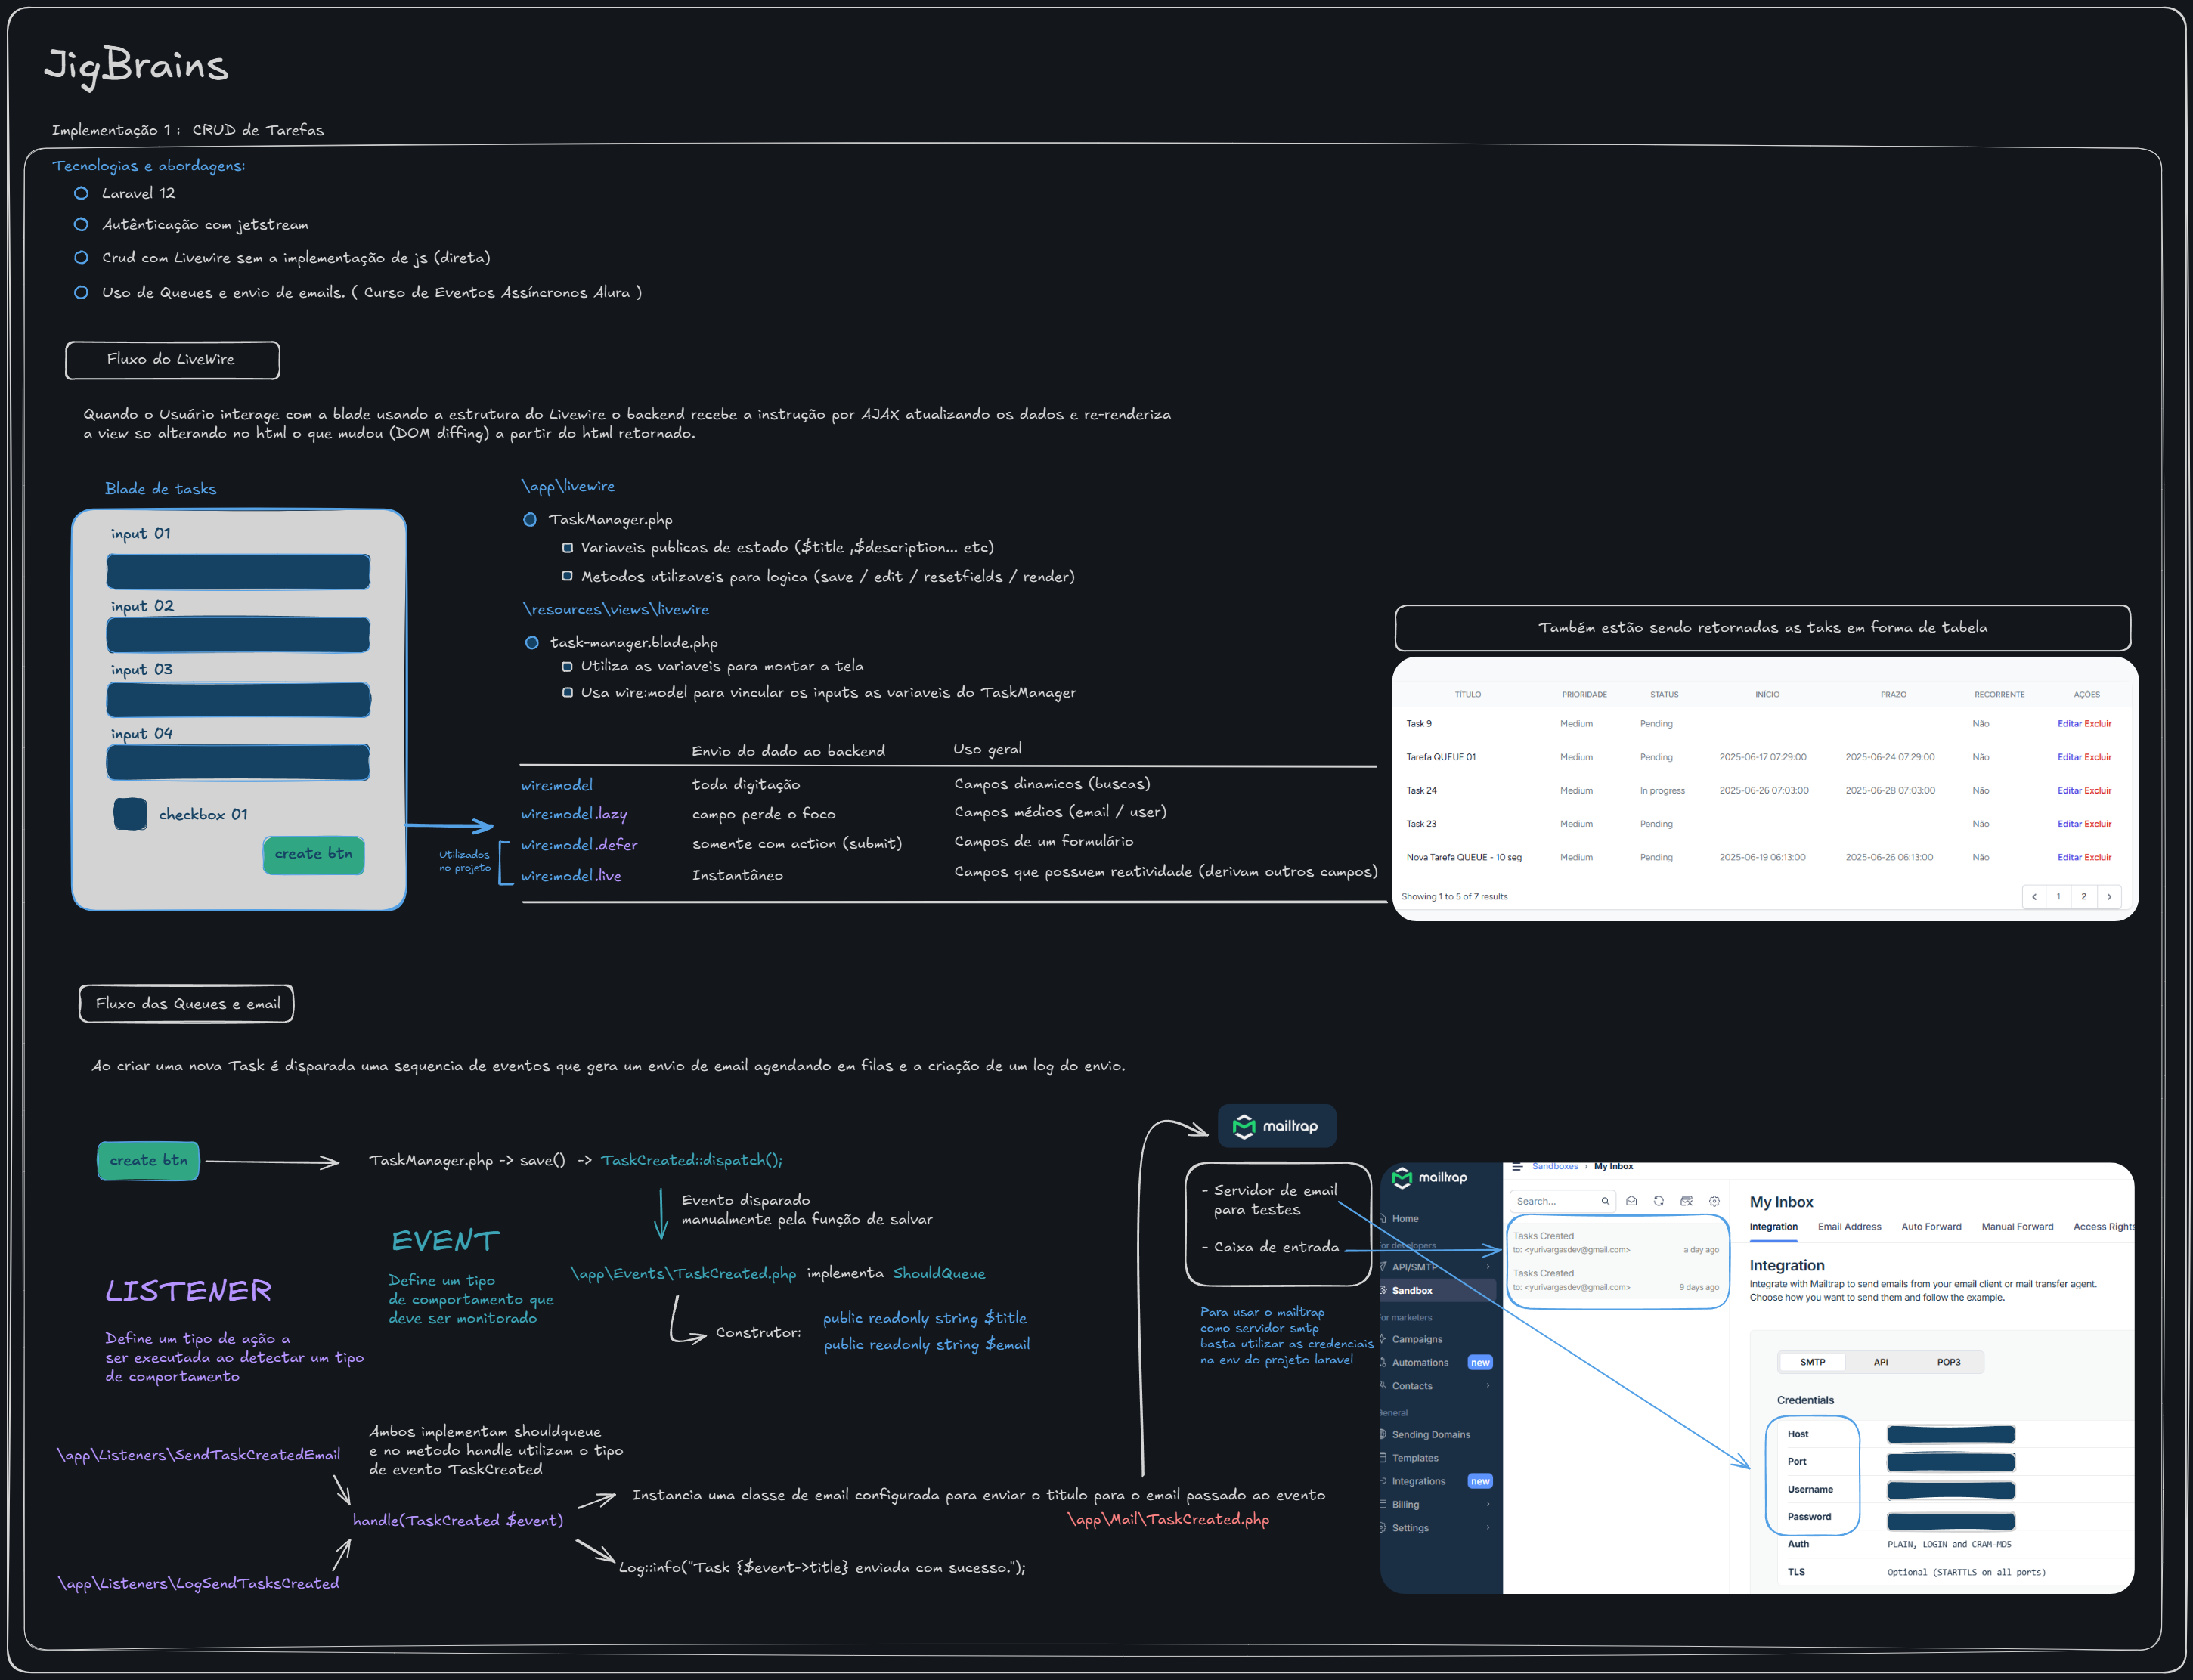 JigBrains
Implementação 1 : CRUD de Tarefas
Tecnologias e abordagens:
Laravel 12
Autênticação com jetstream
Crud com Livewire sem a implementação de js (direta)
Uso de Queues e envio de emails. ( Curso de Eventos Assíncronos Alura )
Fluxo do LiveWire
Quando o Usuário interage com a blade usando a estrutura do Livewire o backend recebe a instrução por AJAX atualizando os dados e re-renderiza
a view so alterando no html o que mudou (DOM diffing) a partir do html retornado.
Blade de tasks
input 01
input 02
input 03
input 04
checkbox 01
create btn
\app\livewire
TaskManager.php
Variaveis publicas de estado ($title ,$description... etc)
Metodos utilizaveis para logica (save / edit / resetfields / render)
\resources\views\livewire
task-manager.blade.php
Utiliza as variaveis para montar a tela
Usa wire:model para vincular os inputs as variaveis do TaskManager
Envio do dado ao backend Uso geral
wire:model toda digitação Campos dinamicos (buscas)
wire:model.lazy campo perde o foco Campos médios (email / user)
wire:model.defer somente com action (submit) Campos de um formulário
wire:model.live Instantâneo Campos que possuem reatividade (derivam outros campos)
Utilizados
no projeto
Também estão sendo retornadas as taks em forma de tabela
TÍTULO PRIORIDADE STATUS INÍCIO PRAZO RECORRENTE AÇÕES
Task 9 Medium Pending Não Editar Excluir
Tarefa QUEUE 01 Medium Pending 2025-06-17 07:29:00 2025-06-24 07:29:00 Não Editar Excluir
Task 24 Medium In progress 2025-06-26 07:03:00 2025-06-28 07:03:00 Não Editar Excluir
Task 23 Medium Pending Não Editar Excluir
Nova Tarefa QUEUE - 10 seg Medium Pending 2025-06-19 06:13:00 2025-06-26 06:13:00 Não Editar Excluir
Showing 1 to 5 of 7 results
1 2
Fluxo das Queues e email
Ao criar uma nova Task é disparada uma sequencia de eventos que gera um envio de email agendando em filas e a criação de um log do envio.
create btn
TaskManager.php -> save() -> TaskCreated::dispatch();
Evento disparado
manualmente pela função de salvar
EVENT
Define um tipo
de comportamento que
deve ser monitorado
\app\Events\TaskCreated.php implementa ShouldQueue
Construtor:
public readonly string $title
public readonly string $email
LISTENER
Define um tipo de ação a
ser executada ao detectar um tipo
de comportamento
Ambos implementam shouldqueue
e no metodo handle utilizam o tipo
de evento TaskCreated
\app\Listeners\SendTaskCreatedEmail
handle(TaskCreated $event)
\app\Listeners\LogSendTasksCreated
Instancia uma classe de email configurada para enviar o titulo para o email passado ao evento
\app\Mail\TaskCreated.php
Log::info("Task {$event->title} enviada com sucesso.");
mailtrap
- Servidor de email
para testes
- Caixa de entrada
Para usar o mailtrap
como servidor smtp
basta utilizar as credenciais
na env do projeto laravel
mailtrap
Home
or developers
API/SMTP
Sandbox
or marketers
Campaigns
Automations new
Contacts
eneral
Sending Domains
Templates
Integrations new
Billing
Settings
Sandboxes › My Inbox
Search...
Tasks Created
to: <yurivargasdev@gmail.com> a day ago
Tasks Created
to: <yurivargasdev@gmail.com> 9 days ago
My Inbox
Integration Email Address Auto Forward Manual Forward Access Rights
Integration
Integrate with Mailtrap to send emails from your email client or mail transfer agent.
Choose how you want to send them and follow the example.
SMTP API POP3
Credentials
Host
Port
Username
Password
Auth PLAIN, LOGIN and CRAM-MD5
TLS Optional (STARTTLS on all ports)